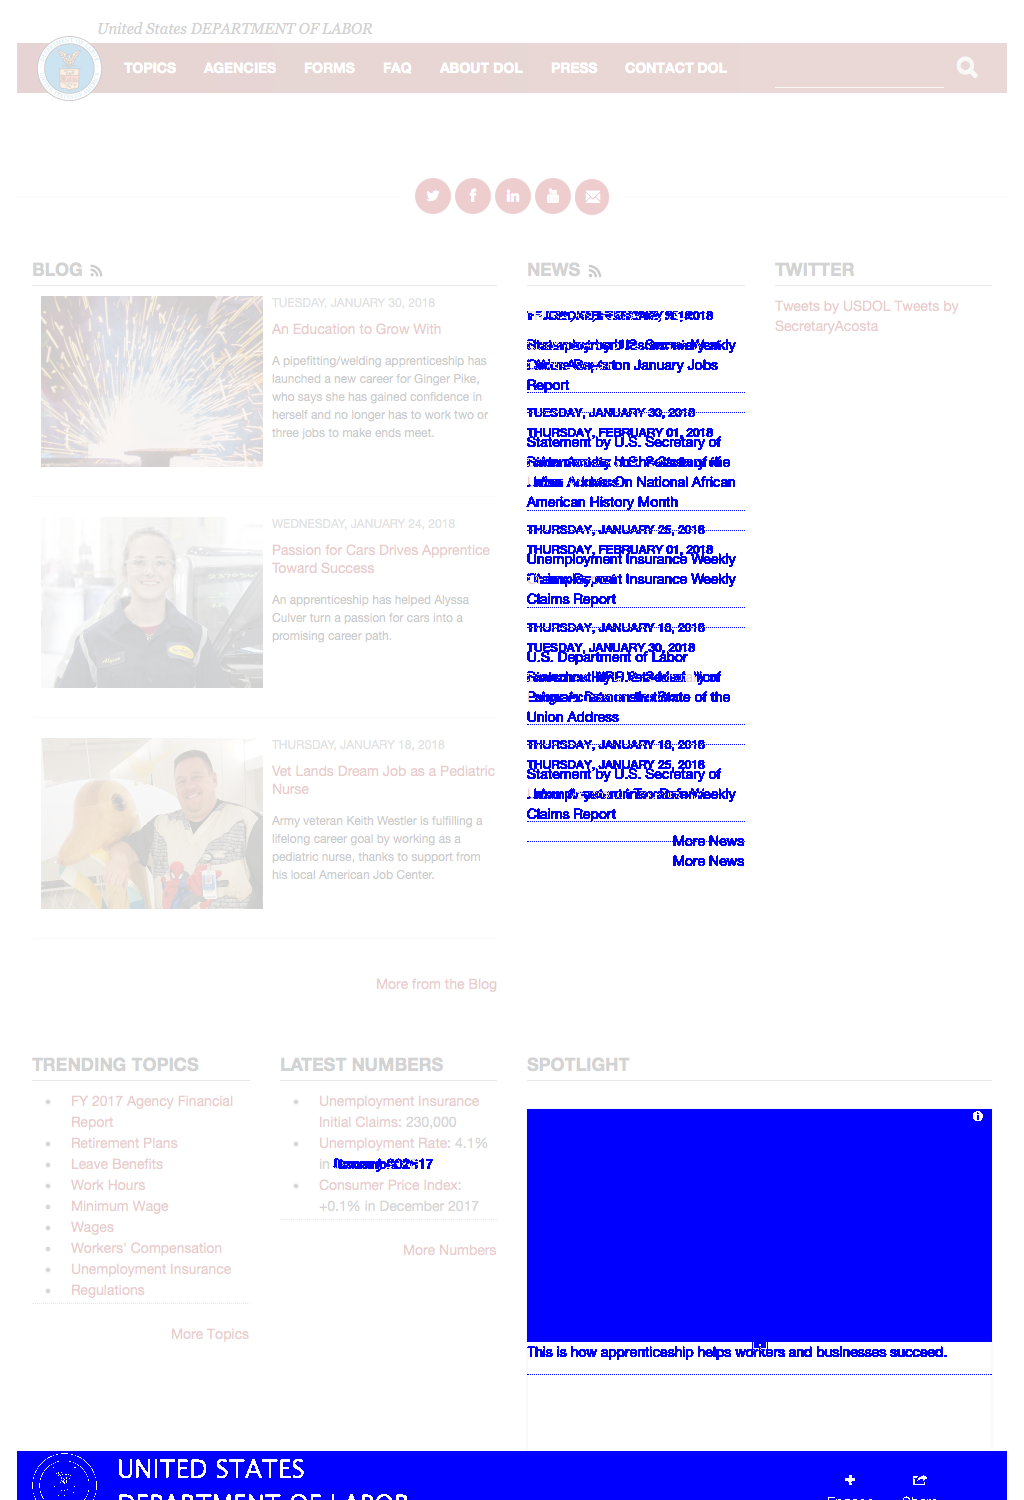 United States DEPARTMENT OF LABOR
TOPICS AGENCIES FORMS FAQ ABOUT DOL PRESS CONTACT DOL
BLOG
TUESDAY, JANUARY 30, 2018
An Education to Grow With
A pipefitting/welding apprenticeship has
launched a new career for Ginger Pike,
who says she has gained confidence in
herself and no longer has to work two or
three jobs to make ends meet.
WEDNESDAY, JANUARY 24, 2018
Passion for Cars Drives Apprentice
Toward Success
An apprenticeship has helped Alyssa
Culver turn a passion for cars into a
promising career path.
THURSDAY, JANUARY 18, 2018
Vet Lands Dream Job as a Pediatric
Nurse
Army veteran Keith Westler is fulfilling a
lifelong career goal by working as a
pediatric nurse, thanks to support from
his local American Job Center.
More from the Blog
NEWS
Weekly
on January Jobs
Report
TUESDAY, JANUARY 30, 2018
THURSDAY, FEBRUARY 01, 2018
Statement by U.S. Secretary of
On National African
American History Month
THURSDAY, JANUARY 25, 2018
THURSDAY, FEBRUARY 01, 2018
Unemployment Insurance Weekly
Insurance Weekly
Claims Report
THURSDAY, JANUARY 18, 2018
TUESDAY, JANUARY 30, 2018
U.S. Department of Labor
State of the
Union Address
THURSDAY, JANUARY 18, 2018
THURSDAY, JANUARY 25, 2018
Statement by U.S. Secretary of
Weekly
Claims Report
More News
More News
TWITTER
Tweets by USDOL Tweets by
SecretaryAcosta
TRENDING TOPICS
FY 2017 Agency Financial
Report
Retirement Plans
Leave Benefits
Work Hours
Minimum Wage
Wages
Workers' Compensation
Unemployment Insurance
Regulations
More Topics
LATEST NUMBERS
Unemployment Insurance
Initial Claims: 230,000
Unemployment Rate: 4.1%
in
Consumer Price Index:
+0.1% in December 2017
More Numbers
SPOTLIGHT
This is how apprenticeship helps workers and businesses succeed.
UNITED STATES
DEPARTMENT OF LABOR